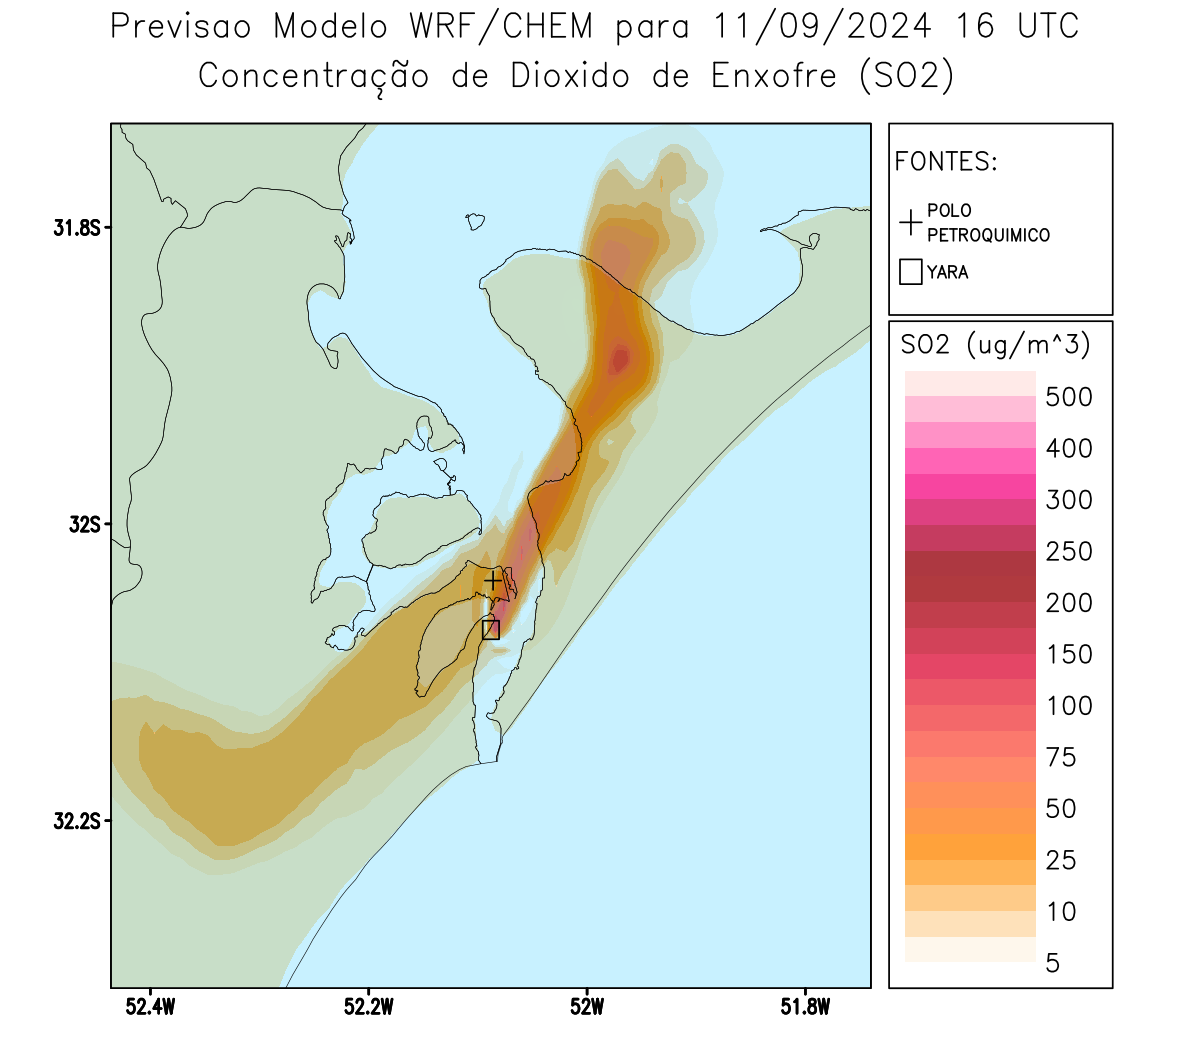 Previsao Modelo WRF/CHEM para 11/09/2024 16 UTC
Concentração de Dioxido de Enxofre (SO2)
FONTES:
POLO
PETROQUIMICO
YARA
31.8S
32S
32.2S
52.4W
52.2W
52W
51.8W
SO2 (ug/m^3)
500
400
300
250
200
150
100
75
50
25
10
5